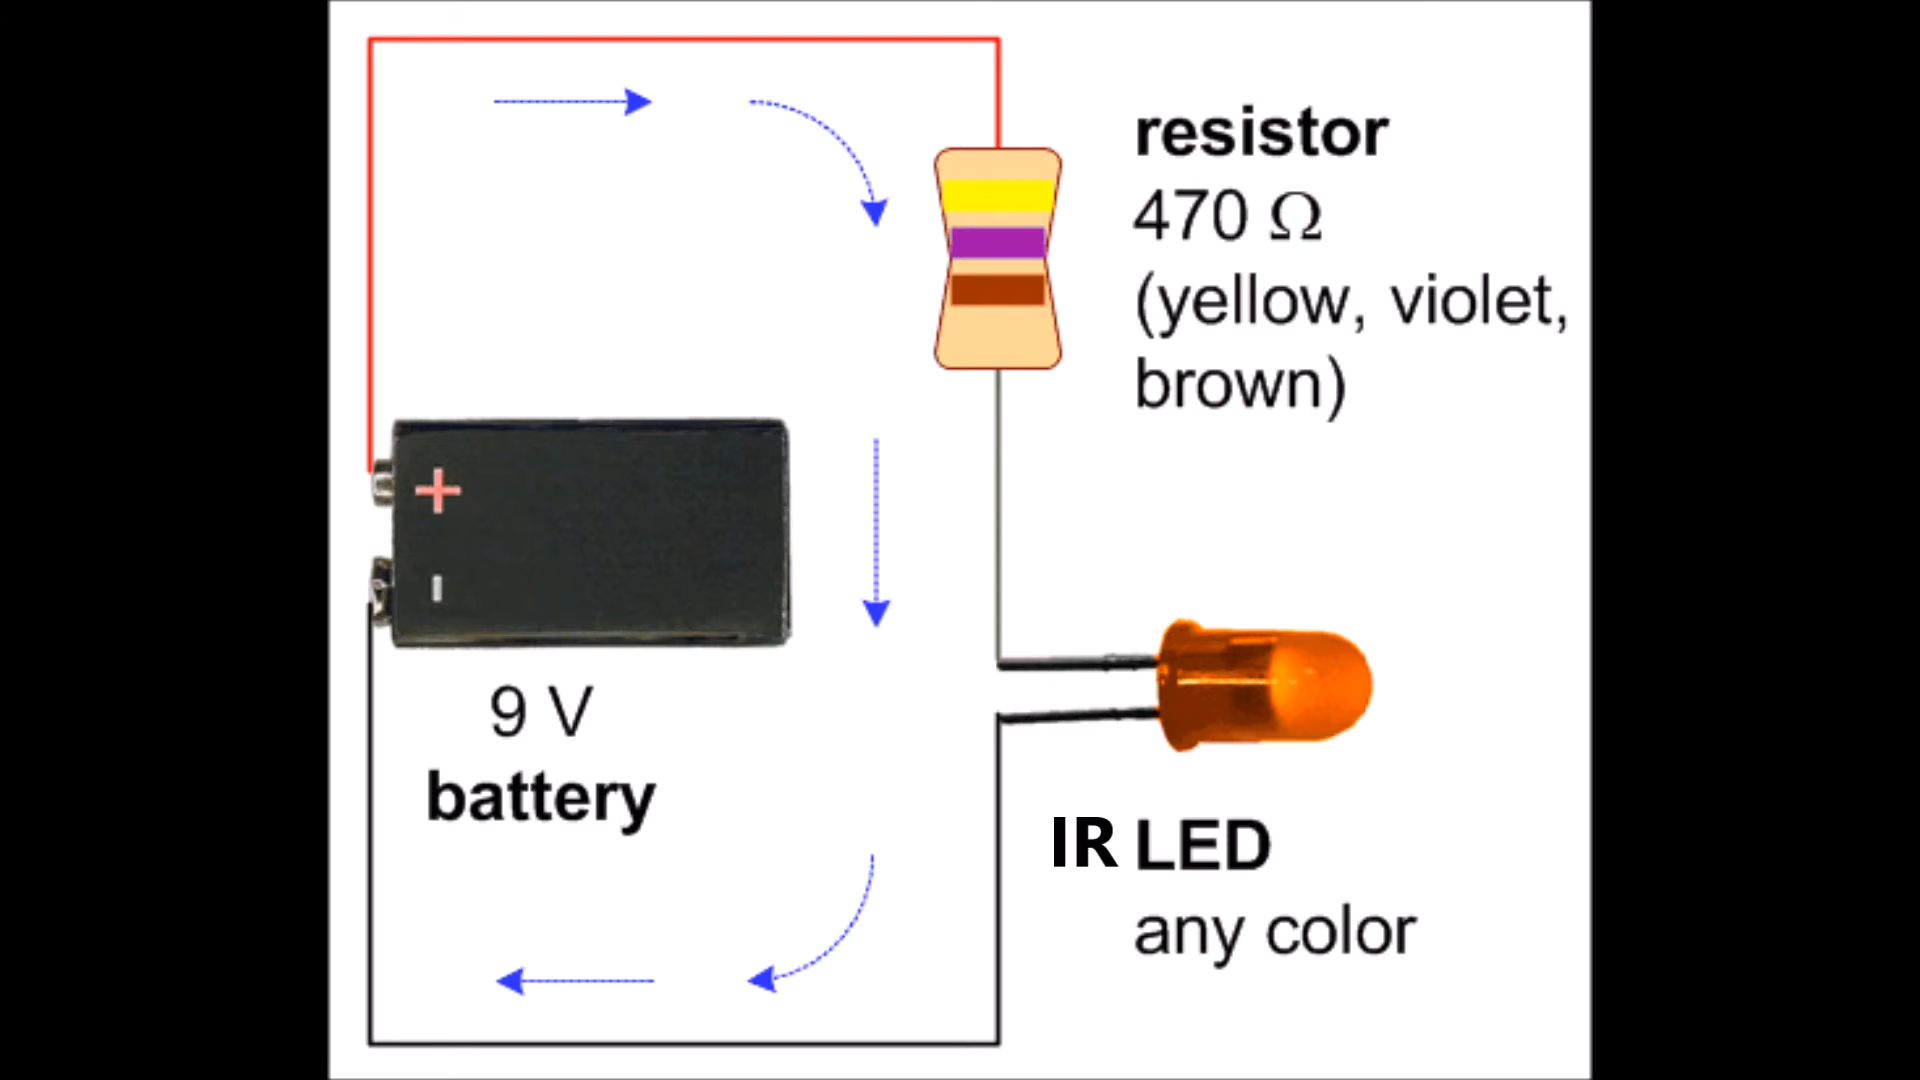 resistor
470 Ω
(yellow, violet,
brown)
+
-
9 V
battery
IR LED
any color